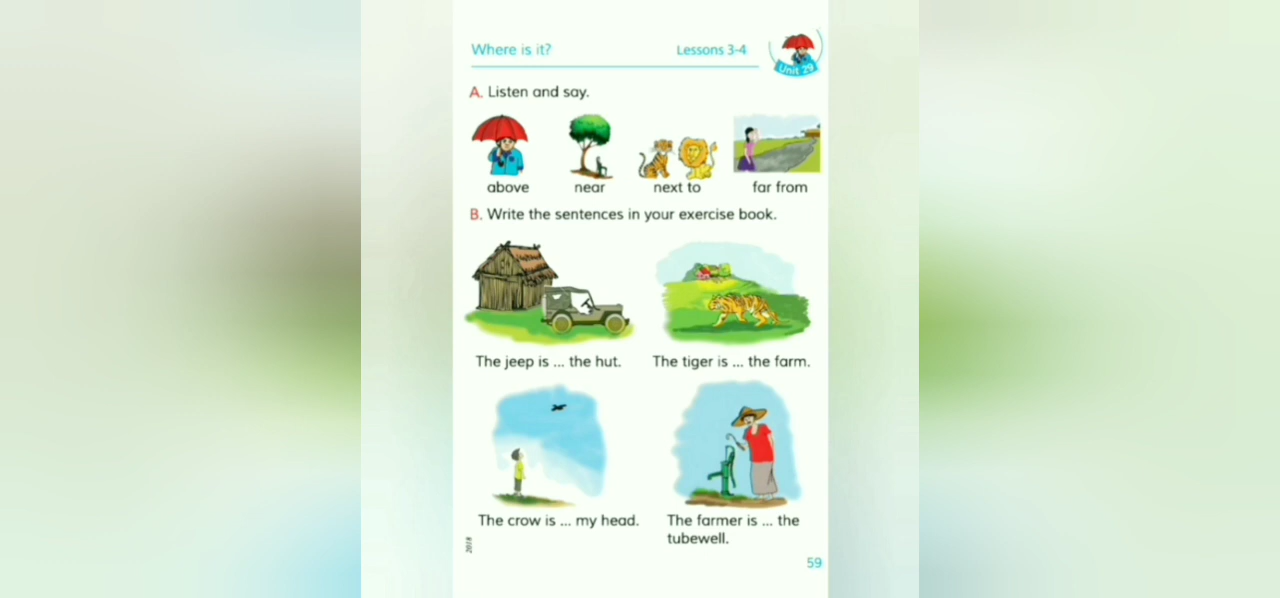 Where is it?
Lessons 3-4
Unit 29
A. Listen and say.
above
near
next to
far from
B. Write the sentences in your exercise book.
The jeep is ... the hut.
The tiger is ... the farm.
The crow is ... my head.
The farmer is ... the
tubewell.
2018
59